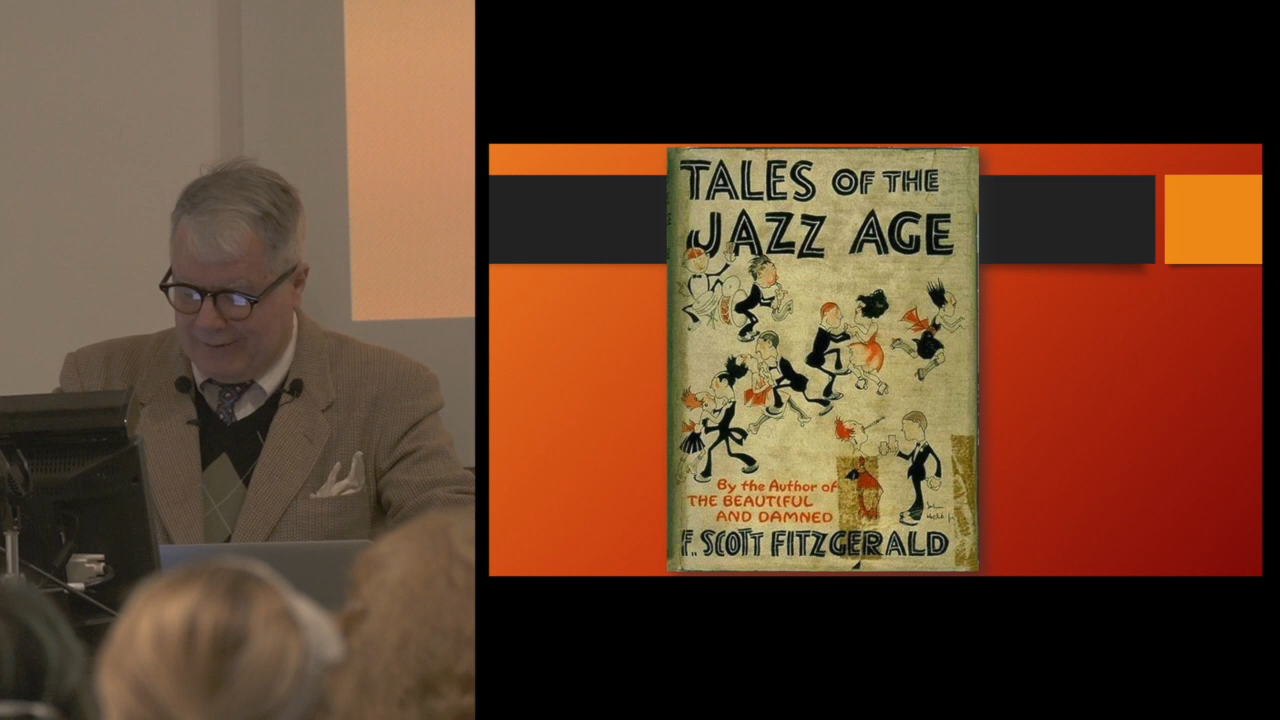 TALES OF THE
JAZZ AGE
By the Author of
THE BEAUTIFUL
AND DAMNED
F. SCOTT FITZGERALD